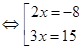 ⇔ [ 2x = −8
3x = 15